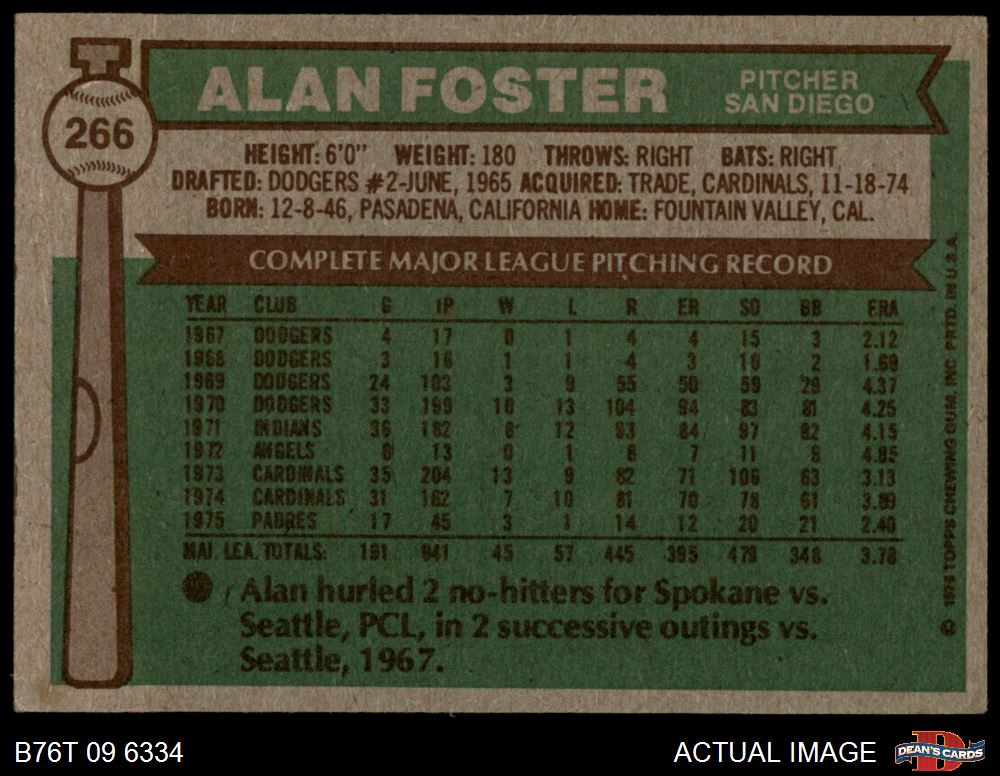 266
ALAN FOSTER
PITCHER
SAN DIEGO
HEIGHT: 6'0" WEIGHT: 180 THROWS: RIGHT BATS: RIGHT
DRAFTED: DODGERS #2-JUNE, 1965 ACQUIRED: TRADE, CARDINALS, 11-18-74
BORN: 12-8-46, PASADENA, CALIFORNIA HOME: FOUNTAIN VALLEY, CAL.
COMPLETE MAJOR LEAGUE PITCHING RECORD
YEAR CLUB G IP W L R ER SO BB ERA
1967 DODGERS 4 17 0 1 4 4 15 3 2.12
1968 DODGERS 3 16 1 1 4 3 10 2 1.69
1969 DODGERS 24 103 3 9 55 50 59 29 4.37
1970 DODGERS 33 199 10 13 104 94 83 81 4.25
1971 INDIANS 36 182 8 12 93 84 97 82 4.15
1972 ANGELS 8 13 0 1 8 7 11 6 4.85
1973 CARDINALS 35 204 13 9 82 71 106 63 3.13
1974 CARDINALS 31 162 7 10 81 70 78 61 3.89
1975 PADRES 17 45 3 1 14 12 20 21 2.40
MAJ. LEA. TOTALS: 191 941 45 57 445 395 479 348 3.78
Alan hurled 2 no-hitters for Spokane vs.
Seattle, PCL, in 2 successive outings vs.
Seattle, 1967.
© 1976 TOPPS CHEWING GUM, INC. PRTD. IN U.S.A.
B76T 09 6334
ACTUAL IMAGE
DEAN'S CARDS